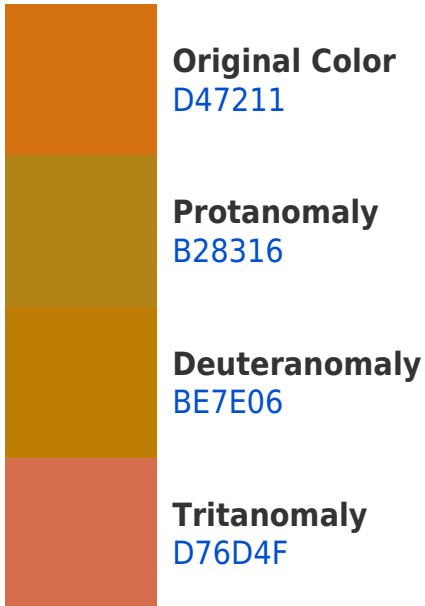 Original Color
D47211
Protanomaly
B28316
Deuteranomaly
BE7E06
Tritanomaly
D76D4F